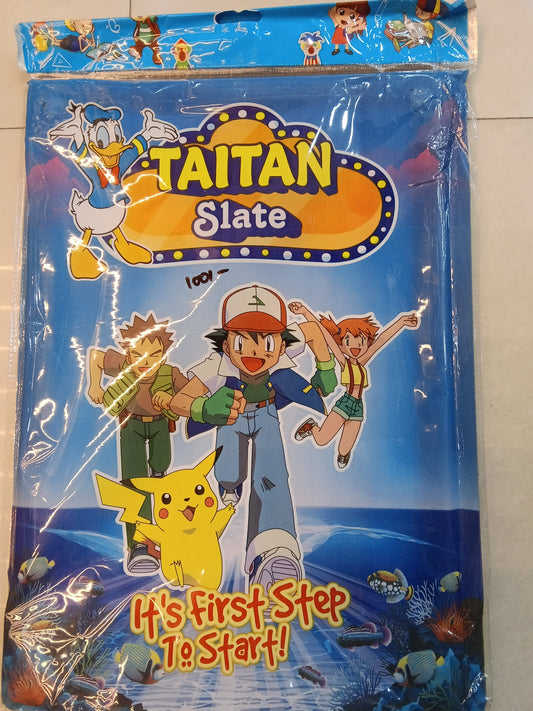 TAITAN
Slate
100/-
It's First Step
To Start!